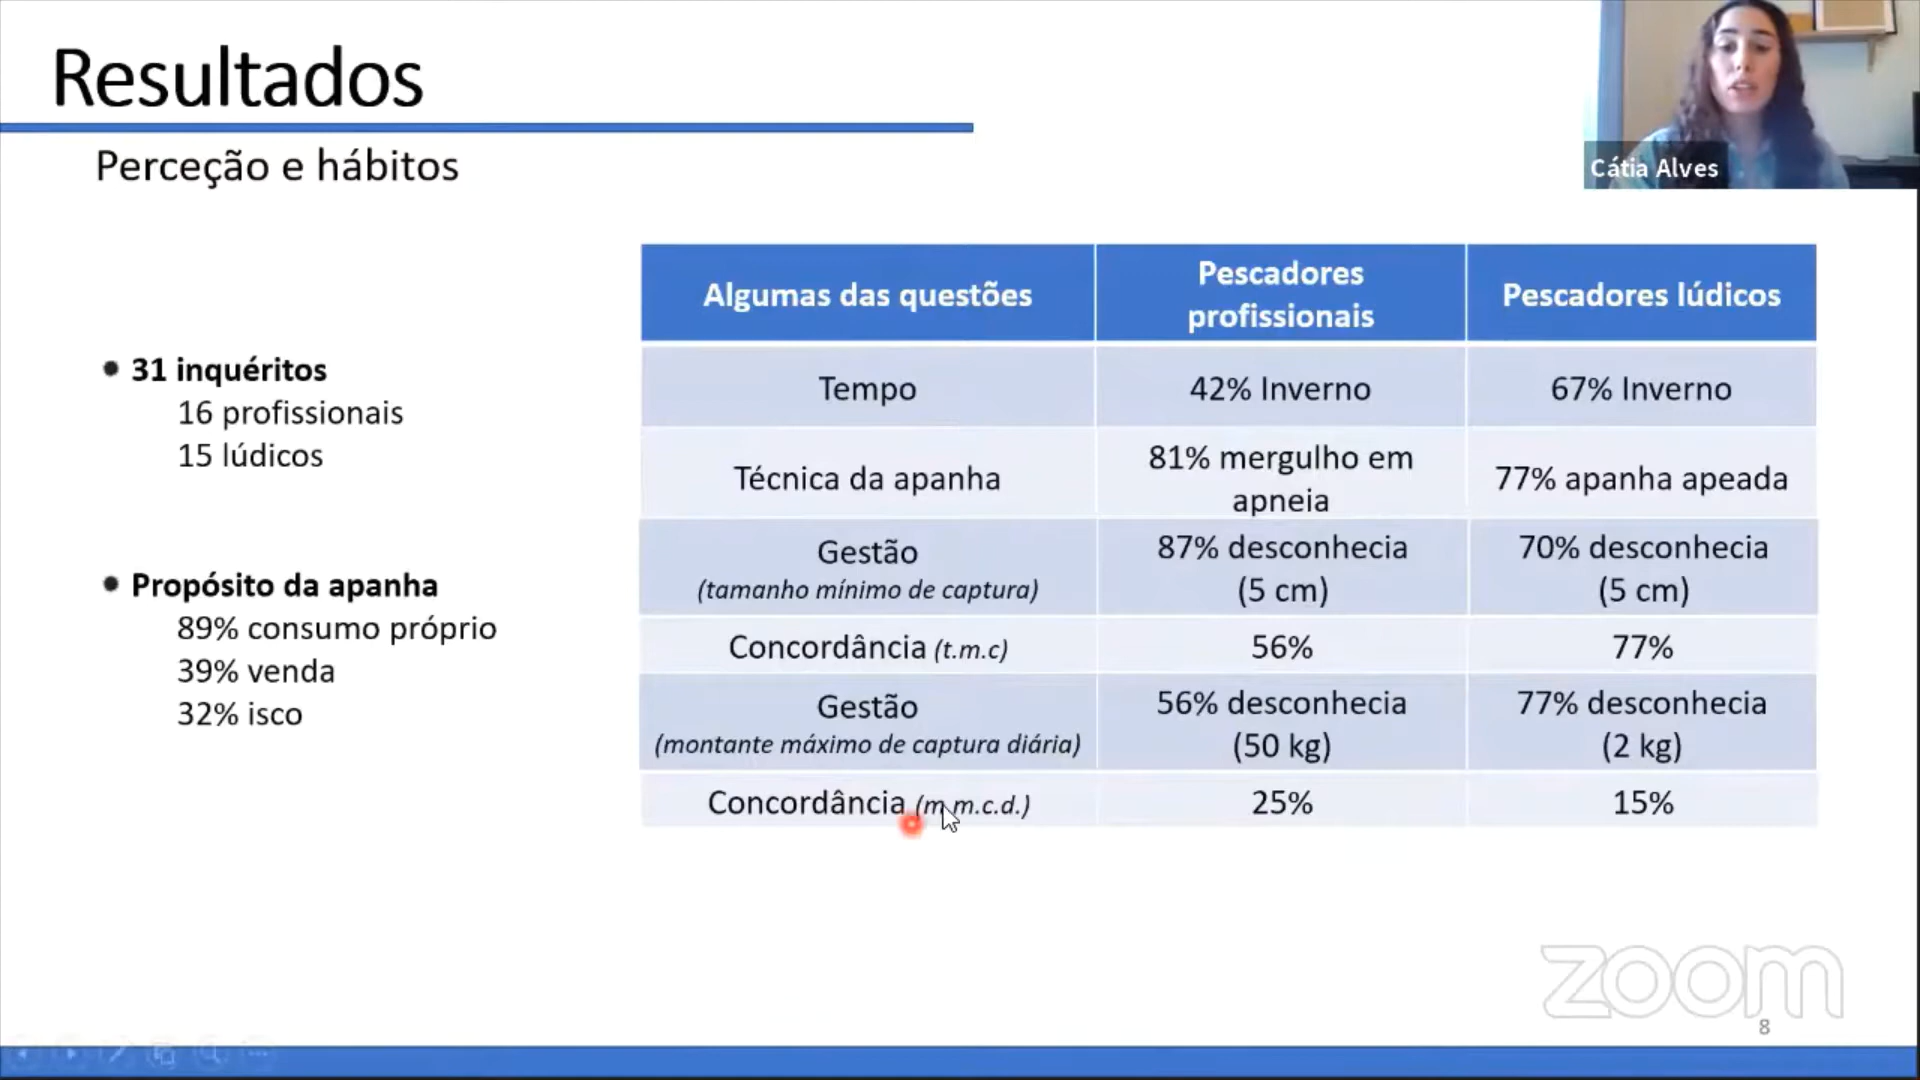 Resultados
Perceção e hábitos
Cátia Alves
31 inquéritos
16 profissionais
15 lúdicos
Propósito da apanha
89% consumo próprio
39% venda
32% isco
Algumas das questões
Pescadores
profissionais
Pescadores lúdicos
Tempo
42% Inverno
67% Inverno
Técnica da apanha
81% mergulho em
apneia
77% apanha apeada
Gestão
(tamanho mínimo de captura)
87% desconhecia
(5 cm)
70% desconhecia
(5 cm)
Concordância (t.m.c)
56%
77%
Gestão
(montante máximo de captura diária)
56% desconhecia
(50 kg)
77% desconhecia
(2 kg)
Concordância (m.m.c.d.)
25%
15%
zoom
8